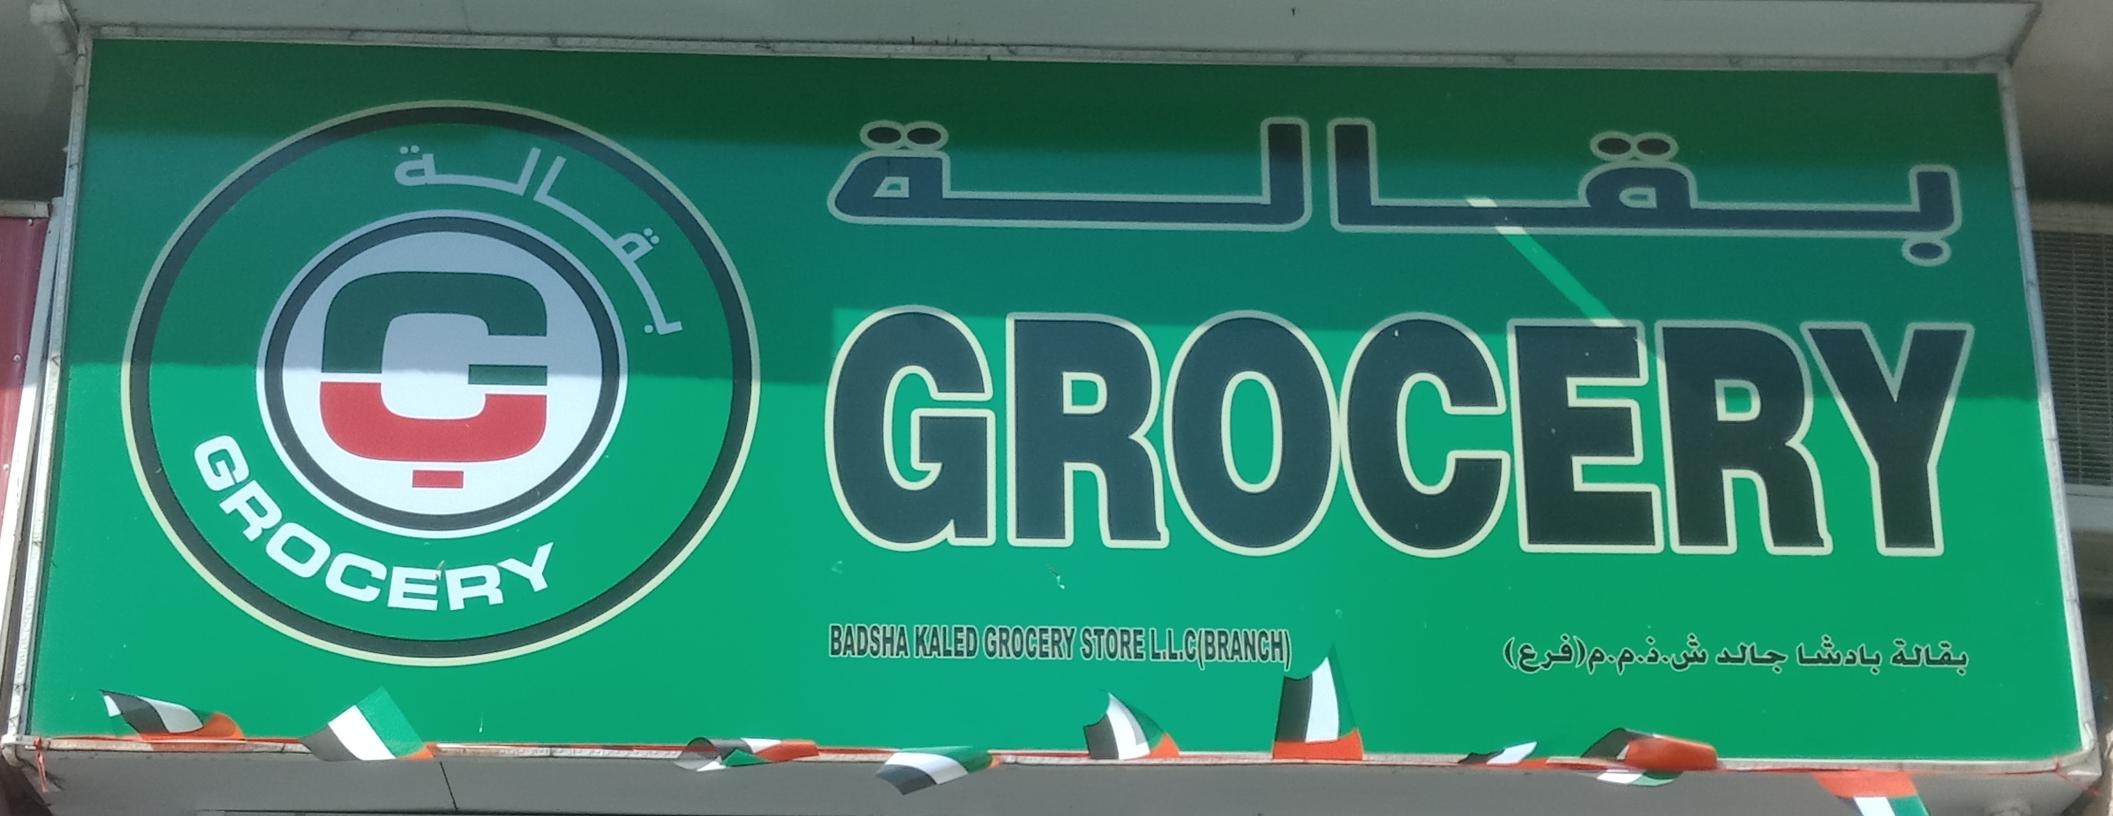 بقالة
GROCERY
بقالة
GROCERY
BADSHA KALED GROCERY STORE L.L.C(BRANCH)
بقالة بادشا جالد ش.ذ.م.م(فرع)